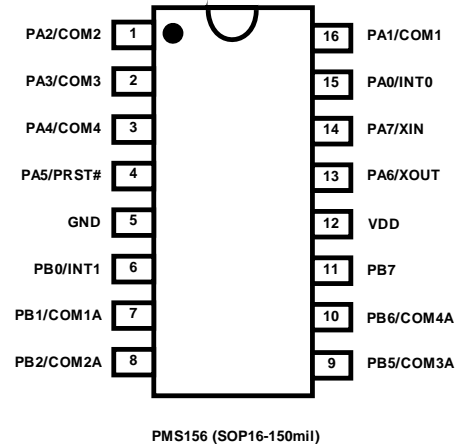 PA2/COM2 1 16 PA1/COM1
PA3/COM3 2 15 PA0/INT0
PA4/COM4 3 14 PA7/XIN
PA5/PRST# 4 13 PA6/XOUT
GND 5 12 VDD
PB0/INT1 6 11 PB7
PB1/COM1A 7 10 PB6/COM4A
PB2/COM2A 8 9 PB5/COM3A
PMS156 (SOP16-150mil)